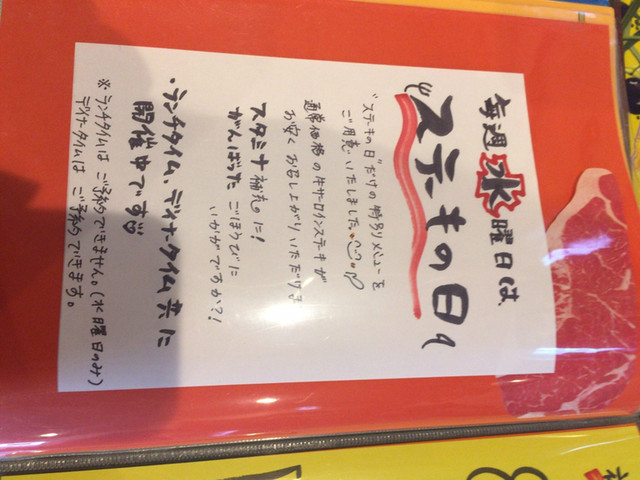 毎週水曜日は
ステーキの日
"ステーキの日"だけの特別メニューを
ご用意いたしました。
通常価格の牛サーロインステーキが
お安くお召し上がりいただけます
スタミナ補充の に!
がんばった ごほうびに
いかがですか?!
・ランチタイム、ディナータイム共に
開催中です
※ランチタイムは ご予約できません。(水曜日のみ)
ディナータイムは ご予約できます。